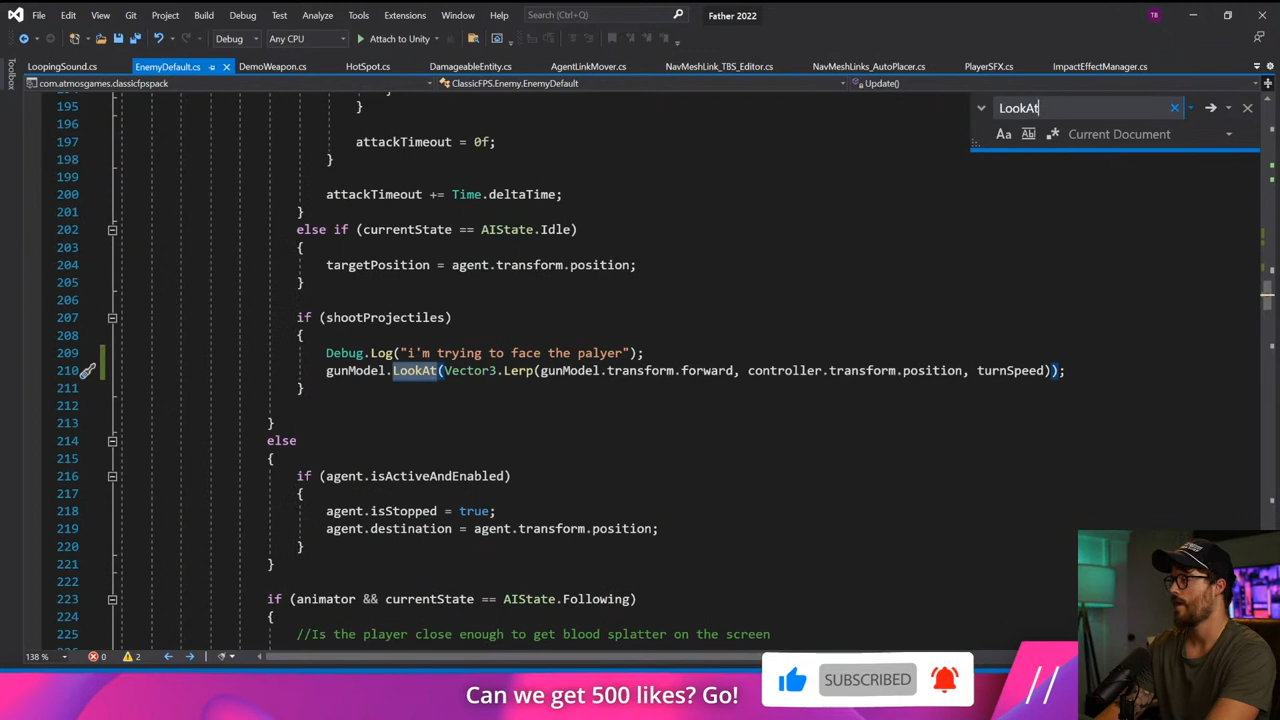 File Edit View Git Project Build Debug Test Analyze Tools Extensions Window Help Search (Ctrl+Q) Father 2022 TB
Debug Any CPU Attach to Unity
Toolbox
LoopingSound.cs EnemyDefault.cs DemoWeapon.cs HotSpot.cs DamageableEntity.cs AgentLinkMover.cs NavMeshLink_TBS_Editor.cs NavMeshLinks_AutoPlacer.cs PlayerSFX.cs ImpactEffectManager.cs
com.atmosgames.classicfpspack ClassicFPS.Enemy.EnemyDefault Update()
LookAt
Aa Ab Current Document
195 }
196
197 attackTimeout = 0f;
198 }
199
200 attackTimeout += Time.deltaTime;
201 }
202 else if (currentState == AIState.Idle)
203 {
204 targetPosition = agent.transform.position;
205 }
206
207 if (shootProjectiles)
208 {
209 Debug.Log("i'm trying to face the palyer");
210 gunModel.LookAt(Vector3.Lerp(gunModel.transform.forward, controller.transform.position, turnSpeed));
211 }
212
213 }
214 else
215 {
216 if (agent.isActiveAndEnabled)
217 {
218 agent.isStopped = true;
219 agent.destination = agent.transform.position;
220 }
221 }
222
223 if (animator && currentState == AIState.Following)
224 {
225 //Is the player close enough to get blood splatter on the screen
138 % 0 2
Can we get 500 likes? Go! SUBSCRIBED //